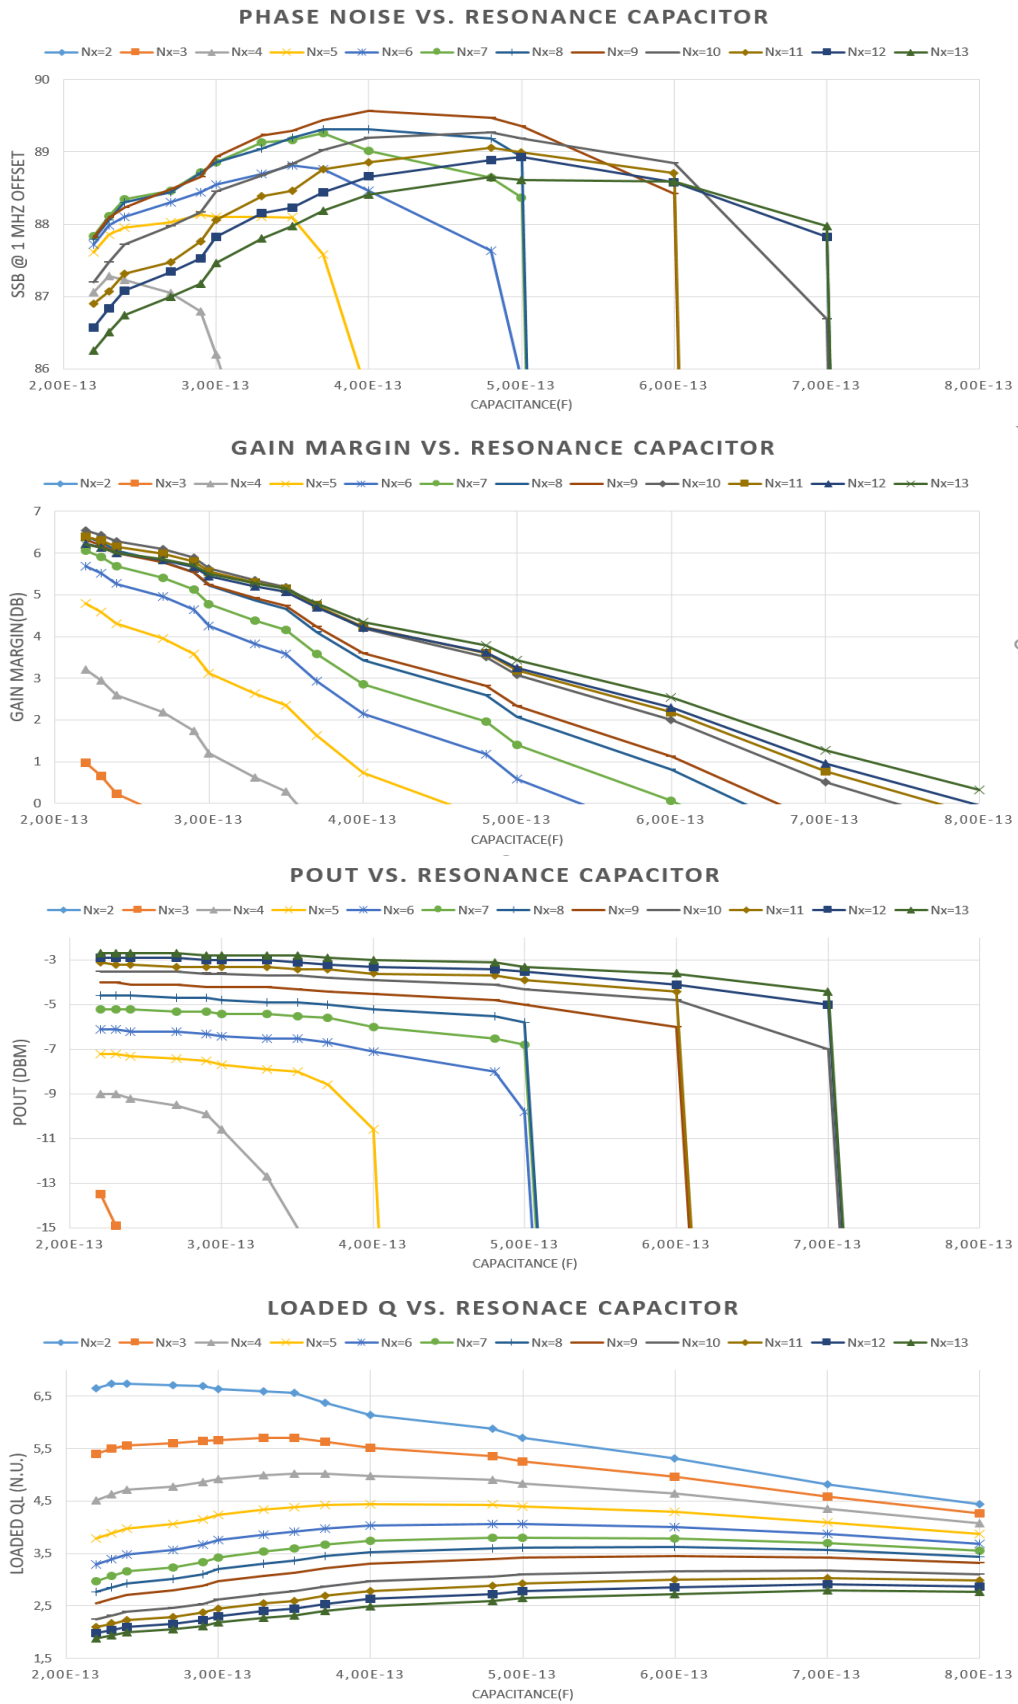 PHASE NOISE VS. RESONANCE CAPACITOR
Nx=2 Nx=3 Nx=4 Nx=5 Nx=6 Nx=7 Nx=8 Nx=9 Nx=10 Nx=11 Nx=12 Nx=13
SSB @ 1 MHZ OFFSET
90
89
88
87
86
2,00E-13 3,00E-13 4,00E-13 5,00E-13 6,00E-13 7,00E-13 8,00E-13
CAPACITANCE(F)
GAIN MARGIN VS. RESONANCE CAPACITOR
Nx=2 Nx=3 Nx=4 Nx=5 Nx=6 Nx=7 Nx=8 Nx=9 Nx=10 Nx=11 Nx=12 Nx=13
GAIN MARGIN(DB)
7
6
5
4
3
2
1
0
2,00E-13 3,00E-13 4,00E-13 5,00E-13 6,00E-13 7,00E-13 8,00E-13
CAPACITACE(F)
POUT VS. RESONANCE CAPACITOR
Nx=2 Nx=3 Nx=4 Nx=5 Nx=6 Nx=7 Nx=8 Nx=9 Nx=10 Nx=11 Nx=12 Nx=13
POUT (DBM)
-3
-5
-7
-9
-11
-13
-15
2,00E-13 3,00E-13 4,00E-13 5,00E-13 6,00E-13 7,00E-13 8,00E-13
CAPACITANCE (F)
LOADED Q VS. RESONACE CAPACITOR
Nx=2 Nx=3 Nx=4 Nx=5 Nx=6 Nx=7 Nx=8 Nx=9 Nx=10 Nx=11 Nx=12 Nx=13
LOADED QL (N.U.)
6,5
5,5
4,5
3,5
2,5
1,5
2,00E-13 3,00E-13 4,00E-13 5,00E-13 6,00E-13 7,00E-13 8,00E-13
CAPACITANCE(F)